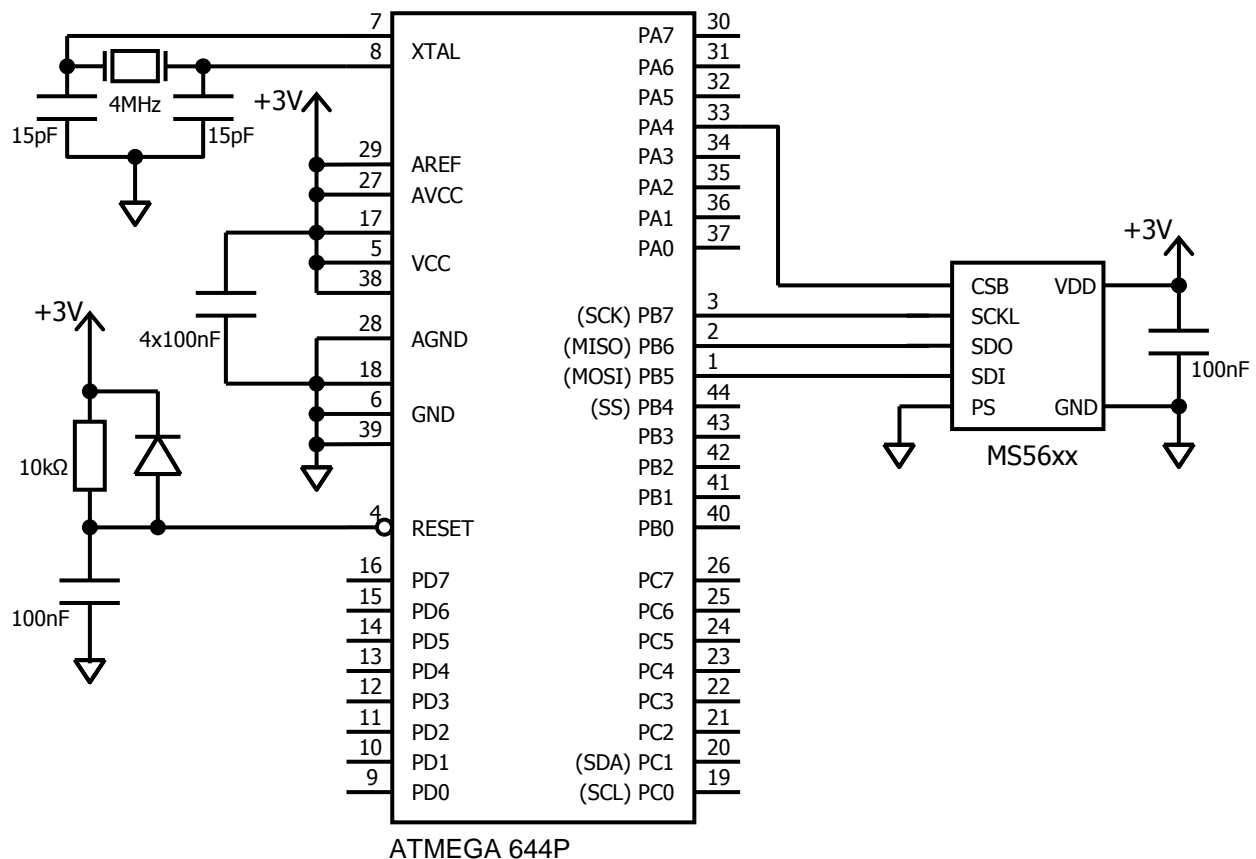 7
8
XTAL
4MHz
15pF
15pF
+3V
29
AREF
27
AVCC
17
5
VCC
38
4x100nF
28
AGND
18
6
GND
39
+3V
10kΩ
4
RESET
100nF
16
PD7
15
PD6
14
PD5
13
PD4
12
PD3
11
PD2
10
PD1
9
PD0
PA7
30
PA6
31
PA5
32
PA4
33
PA3
34
PA2
35
PA1
36
PA0
37
(SCK) PB7
3
(MISO) PB6
2
(MOSI) PB5
1
(SS) PB4
44
PB3
43
PB2
42
PB1
41
PB0
40
PC7
26
PC6
25
PC5
24
PC4
23
PC3
22
PC2
21
(SDA) PC1
20
(SCL) PC0
19
ATMEGA 644P
+3V
CSB VDD
SCKL
SDO
SDI
PS GND
100nF
MS56xx